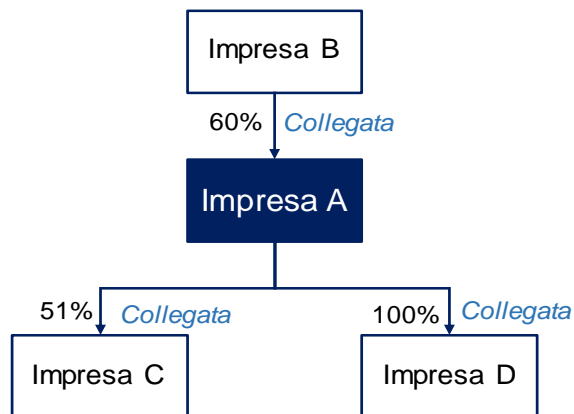 Impresa B
60% Collegata
Impresa A
51% Collegata
100% Collegata
Impresa C
Impresa D